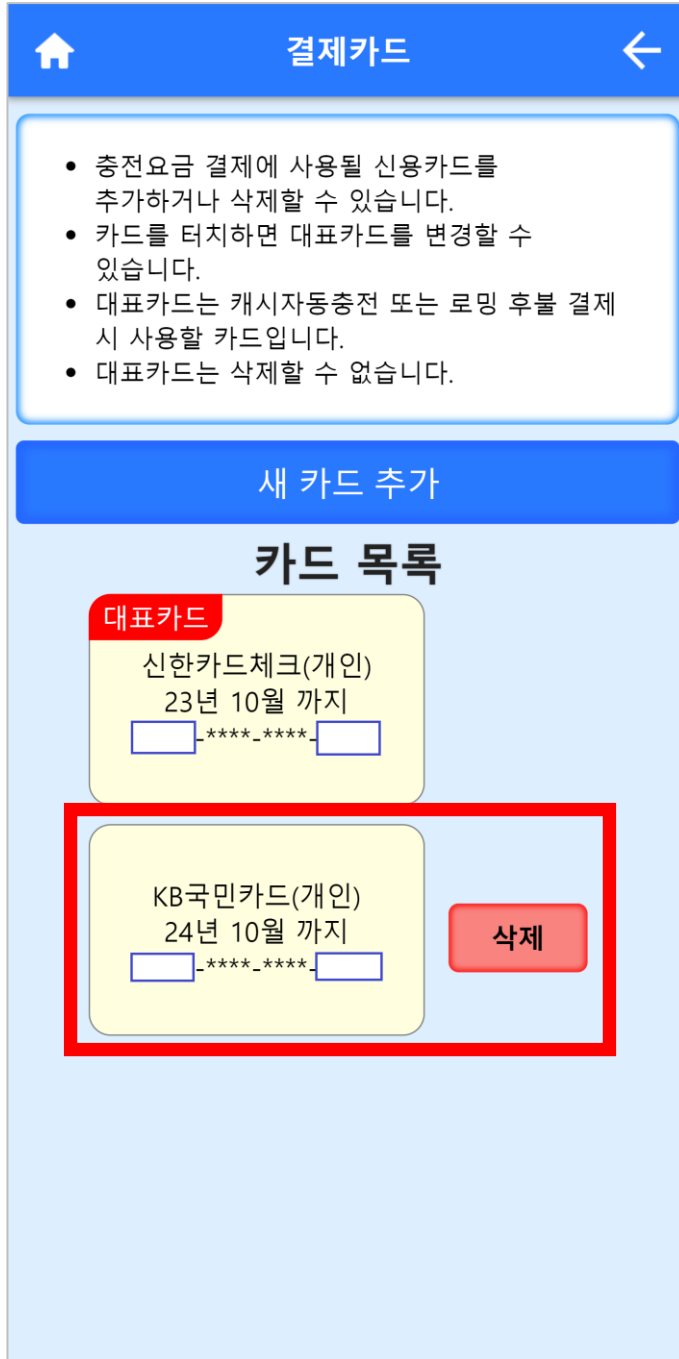 결제카드
• 충전요금 결제에 사용될 신용카드를
추가하거나 삭제할 수 있습니다.
• 카드를 터치하면 대표카드를 변경할 수
있습니다.
• 대표카드는 캐시자동충전 또는 로밍 후불 결제
시 사용할 카드입니다.
• 대표카드는 삭제할 수 없습니다.
새 카드 추가
카드 목록
대표카드
신한카드체크(개인)
23년 10월 까지
-****-****-
KB국민카드(개인)
24년 10월 까지
-****-****-
삭제